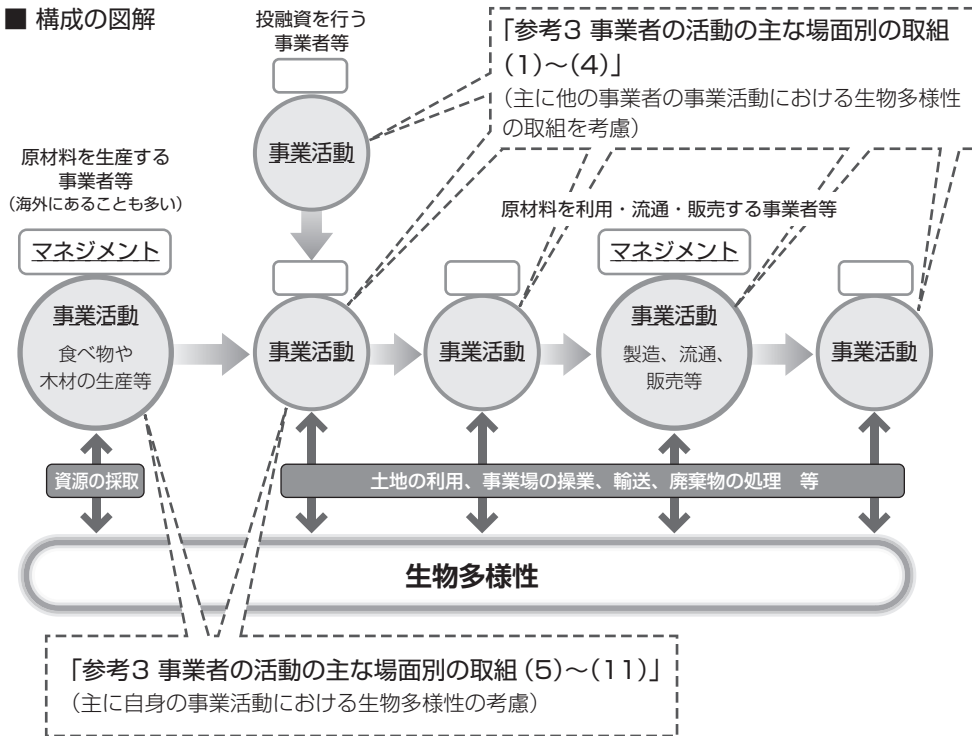 ■ 構成の図解
投融資を行う
事業者等
「参考3 事業者の活動の主な場面別の取組
(1)～(4)」
(主に他の事業者の事業活動における生物多様性
の取組を考慮)
事業活動
原材料を生産する
事業者等
(海外にあることも多い)
原材料を利用・流通・販売する事業者等
マネジメント
マネジメント
事業活動
食べ物や
木材の生産等
事業活動
事業活動
事業活動
製造、流通、
販売等
事業活動
資源の採取
土地の利用、事業場の操業、輸送、廃棄物の処理 等
生物多様性
「参考3 事業者の活動の主な場面別の取組(5)～(11)」
(主に自身の事業活動における生物多様性の考慮)